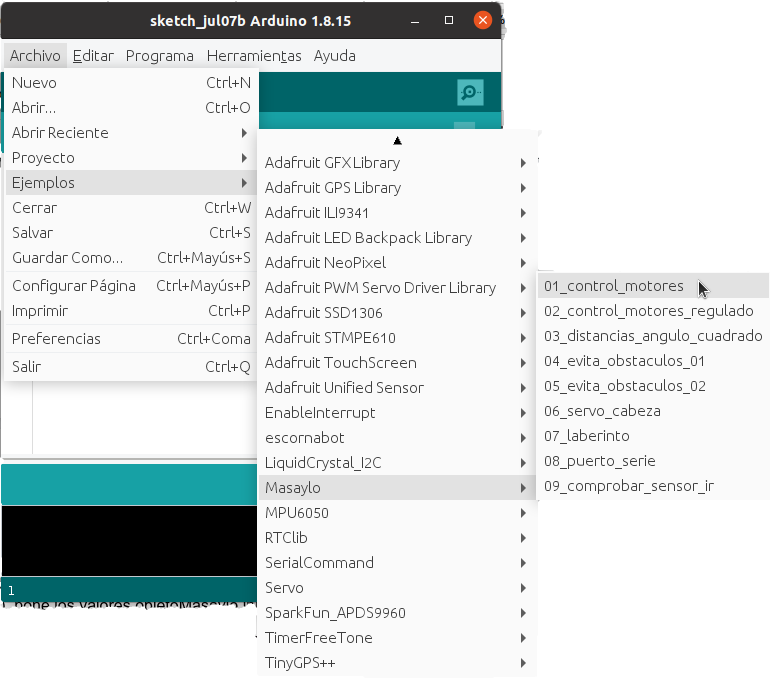 sketch_jul07b Arduino 1.8.15
Archivo Editar Programa Herramientas Ayuda
Nuevo Ctrl+N
Abrir... Ctrl+O
Abrir Reciente
Proyecto
Ejemplos
Cerrar Ctrl+W
Salvar Ctrl+S
Guardar Como... Ctrl+Mayús+S
Configurar Página Ctrl+Mayús+P
Imprimir Ctrl+P
Preferencias Ctrl+Coma
Salir Ctrl+Q
Adafruit GFX Library
Adafruit GPS Library
Adafruit ILI9341
Adafruit LED Backpack Library
Adafruit NeoPixel
Adafruit PWM Servo Driver Library
Adafruit SSD1306
Adafruit STMPE610
Adafruit TouchScreen
Adafruit Unified Sensor
EnableInterrupt
escornabot
LiquidCrystal_I2C
Masaylo
MPU6050
RTClib
SerialCommand
Servo
SparkFun_APDS9960
TimerFreeTone
TinyGPS++
01_control_motores
02_control_motores_regulado
03_distancias_angulo_cuadrado
04_evita_obstaculos_01
05_evita_obstaculos_02
06_servo_cabeza
07_laberinto
08_puerto_serie
09_comprobar_sensor_ir
1